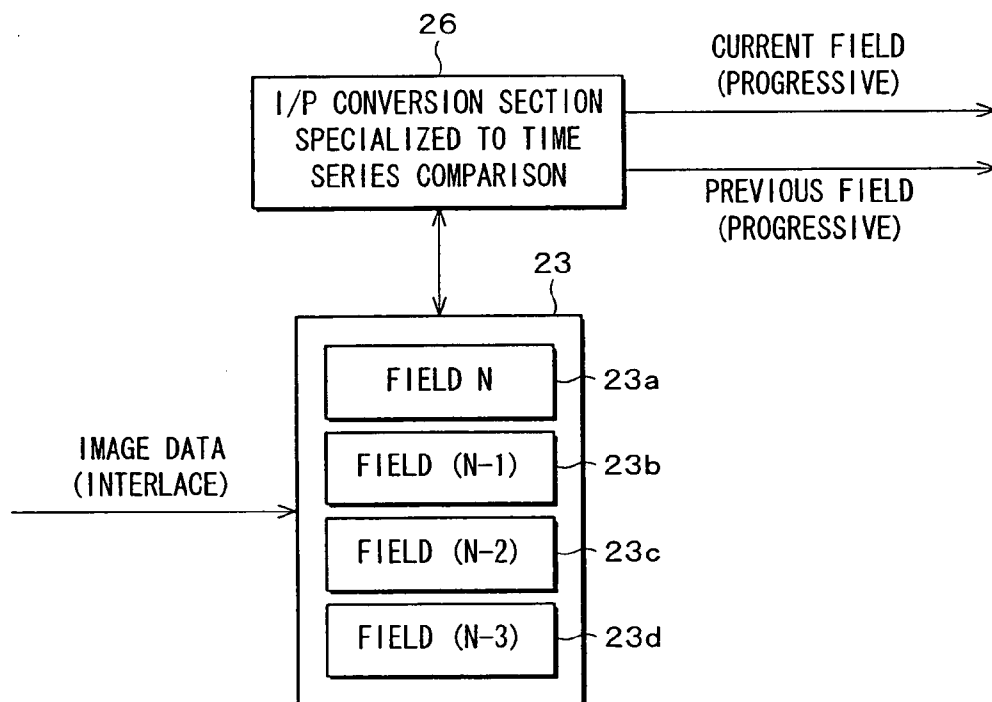 26
I/P CONVERSION SECTION
SPECIALIZED TO TIME
SERIES COMPARISON
CURRENT FIELD
(PROGRESSIVE)
PREVIOUS FIELD
(PROGRESSIVE)
23
FIELD N
23a
IMAGE DATA
(INTERLACE)
FIELD (N-1)
23b
FIELD (N-2)
23c
FIELD (N-3)
23d